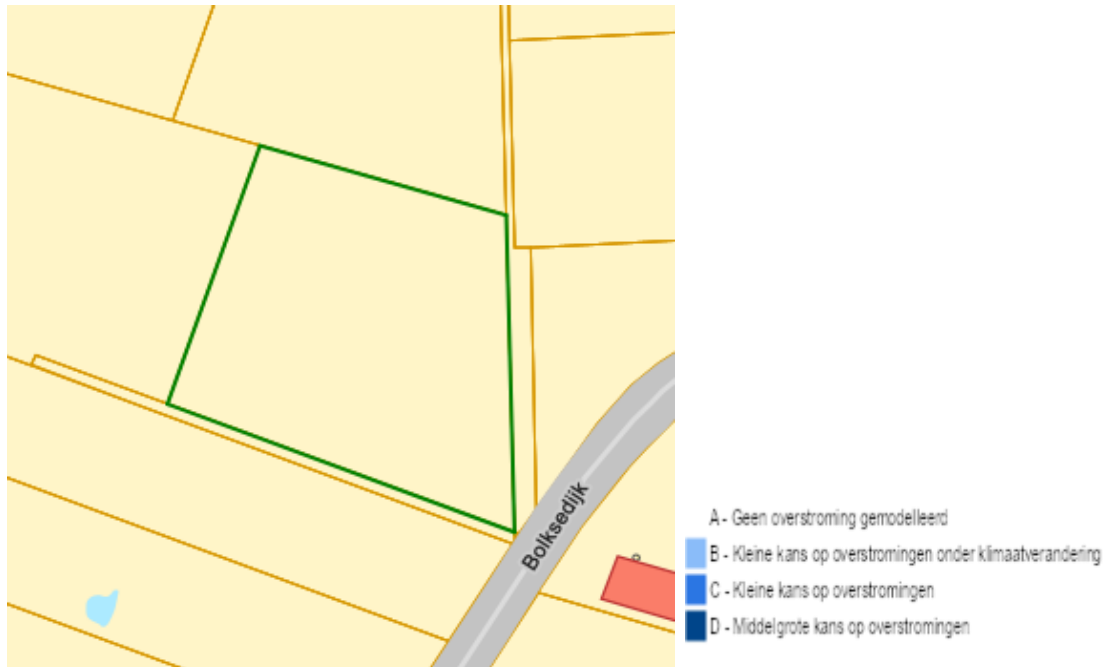 Bolksedijk
A - Geen overstroming gemodelleerd
B - Kleine kans op overstromingen onder klimaatverandering
C - Kleine kans op overstromingen
D - Middelgrote kans op overstromingen